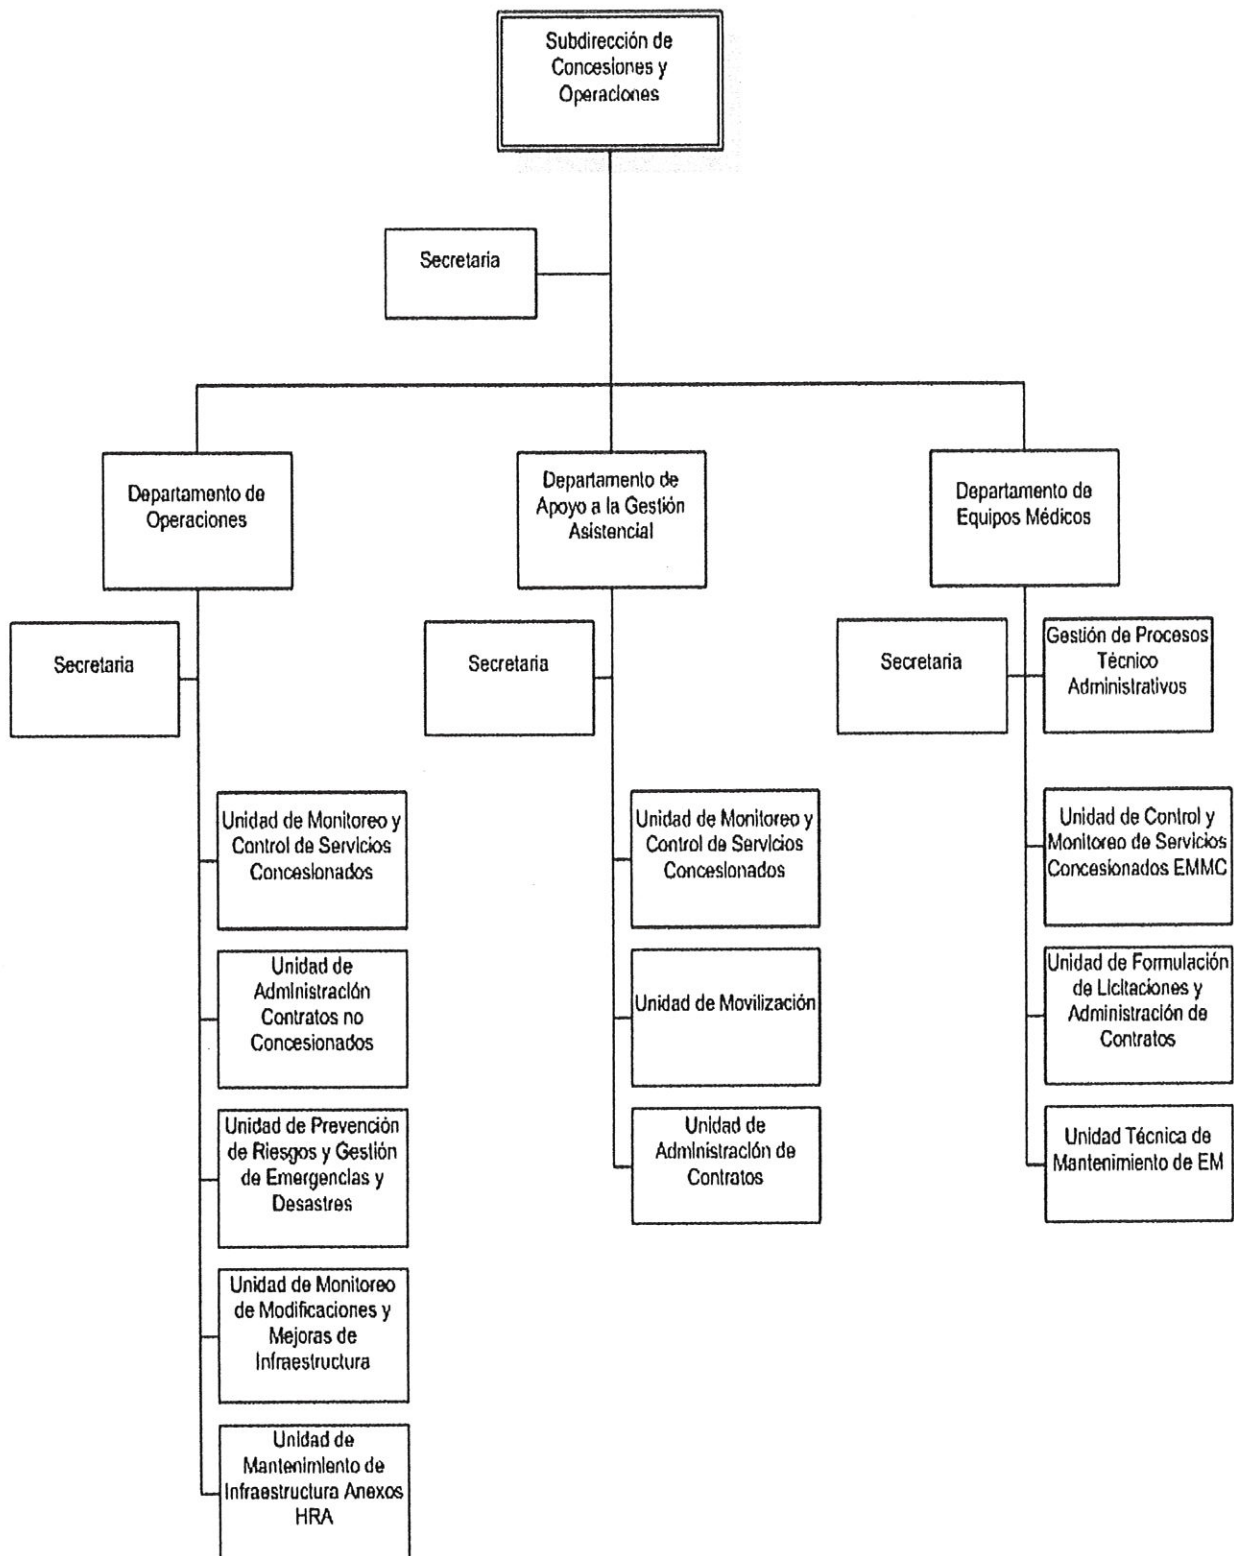 Subdirección de
Concesiones y
Operaciones
Secretaria
Departamento de
Operaciones
Departamento de
Apoyo a la Gestión
Asistencial
Departamento de
Equipos Médicos
Secretaria
Secretaria
Secretaria
Gestión de Procesos
Técnico
Administrativos
Unidad de Monitoreo y
Control de Servicios
Concesionados
Unidad de
Administración
Contratos no
Concesionados
Unidad de Prevención
de Riesgos y Gestión
de Emergencias y
Desastres
Unidad de Monitoreo
de Modificaciones y
Mejoras de
Infraestructura
Unidad de
Mantenimiento de
Infraestructura Anexos
HRA
Unidad de Monitoreo y
Control de Servicios
Concesionados
Unidad de Movilización
Unidad de
Administración de
Contratos
Unidad de Control y
Monitoreo de Servicios
Concesionados EMMC
Unidad de Formulación
de Licitaciones y
Administración de
Contratos
Unidad Técnica de
Mantenimiento de EM